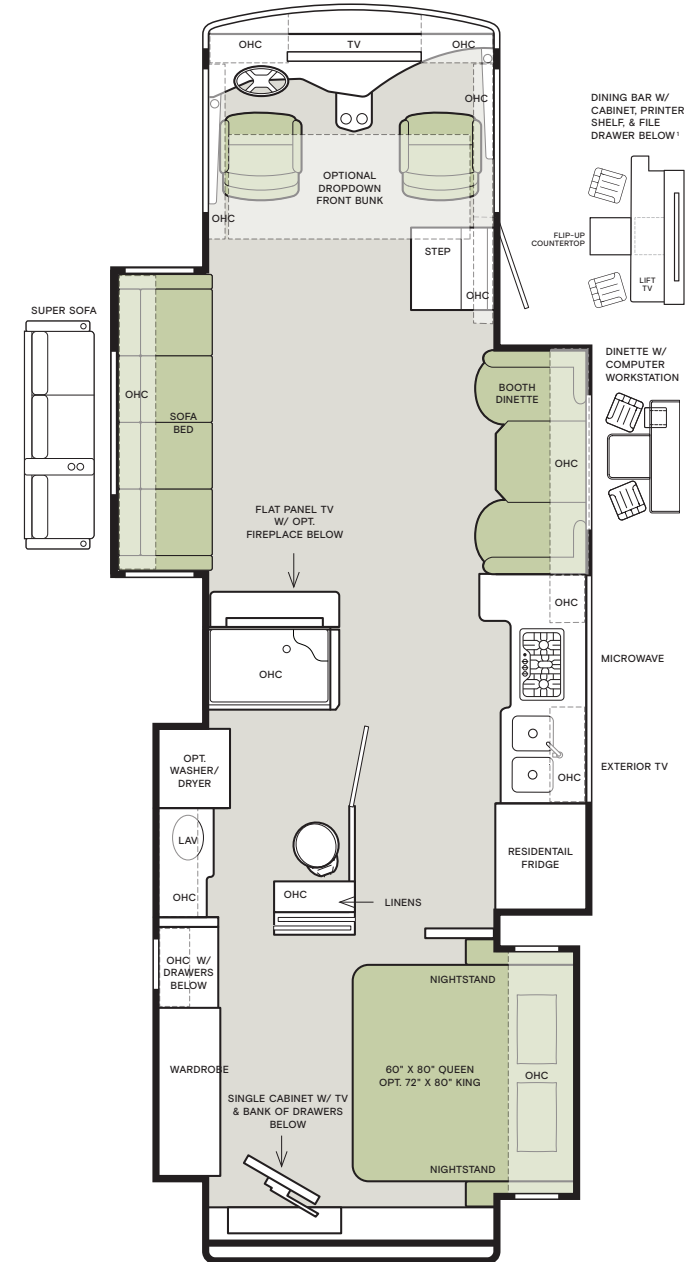 OHC
TV
OHC
OHC
DINING BAR W/
CABINET, PRINTER
SHELF, & FILE
DRAWER BELOW¹
OPTIONAL
DROPDOWN
FRONT BUNK
OHC
FLIP-UP
COUNTERTOP
STEP
LIFT
TV
OHC
SUPER SOFA
DINETTE W/
COMPUTER
WORKSTATION
OHC
SOFA
BED
BOOTH
DINETTE
OHC
FLAT PANEL TV
W/ OPT.
FIREPLACE BELOW
OHC
MICROWAVE
OHC
OPT.
WASHER/
DRYER
EXTERIOR TV
OHC
LAV
RESIDENTAIL
FRIDGE
OHC
OHC
LINENS
OHC W/
DRAWERS
BELOW
NIGHTSTAND
WARDROBE
60" X 80" QUEEN
OPT. 72" X 80" KING
OHC
SINGLE CABINET W/ TV
& BANK OF DRAWERS
BELOW
NIGHTSTAND